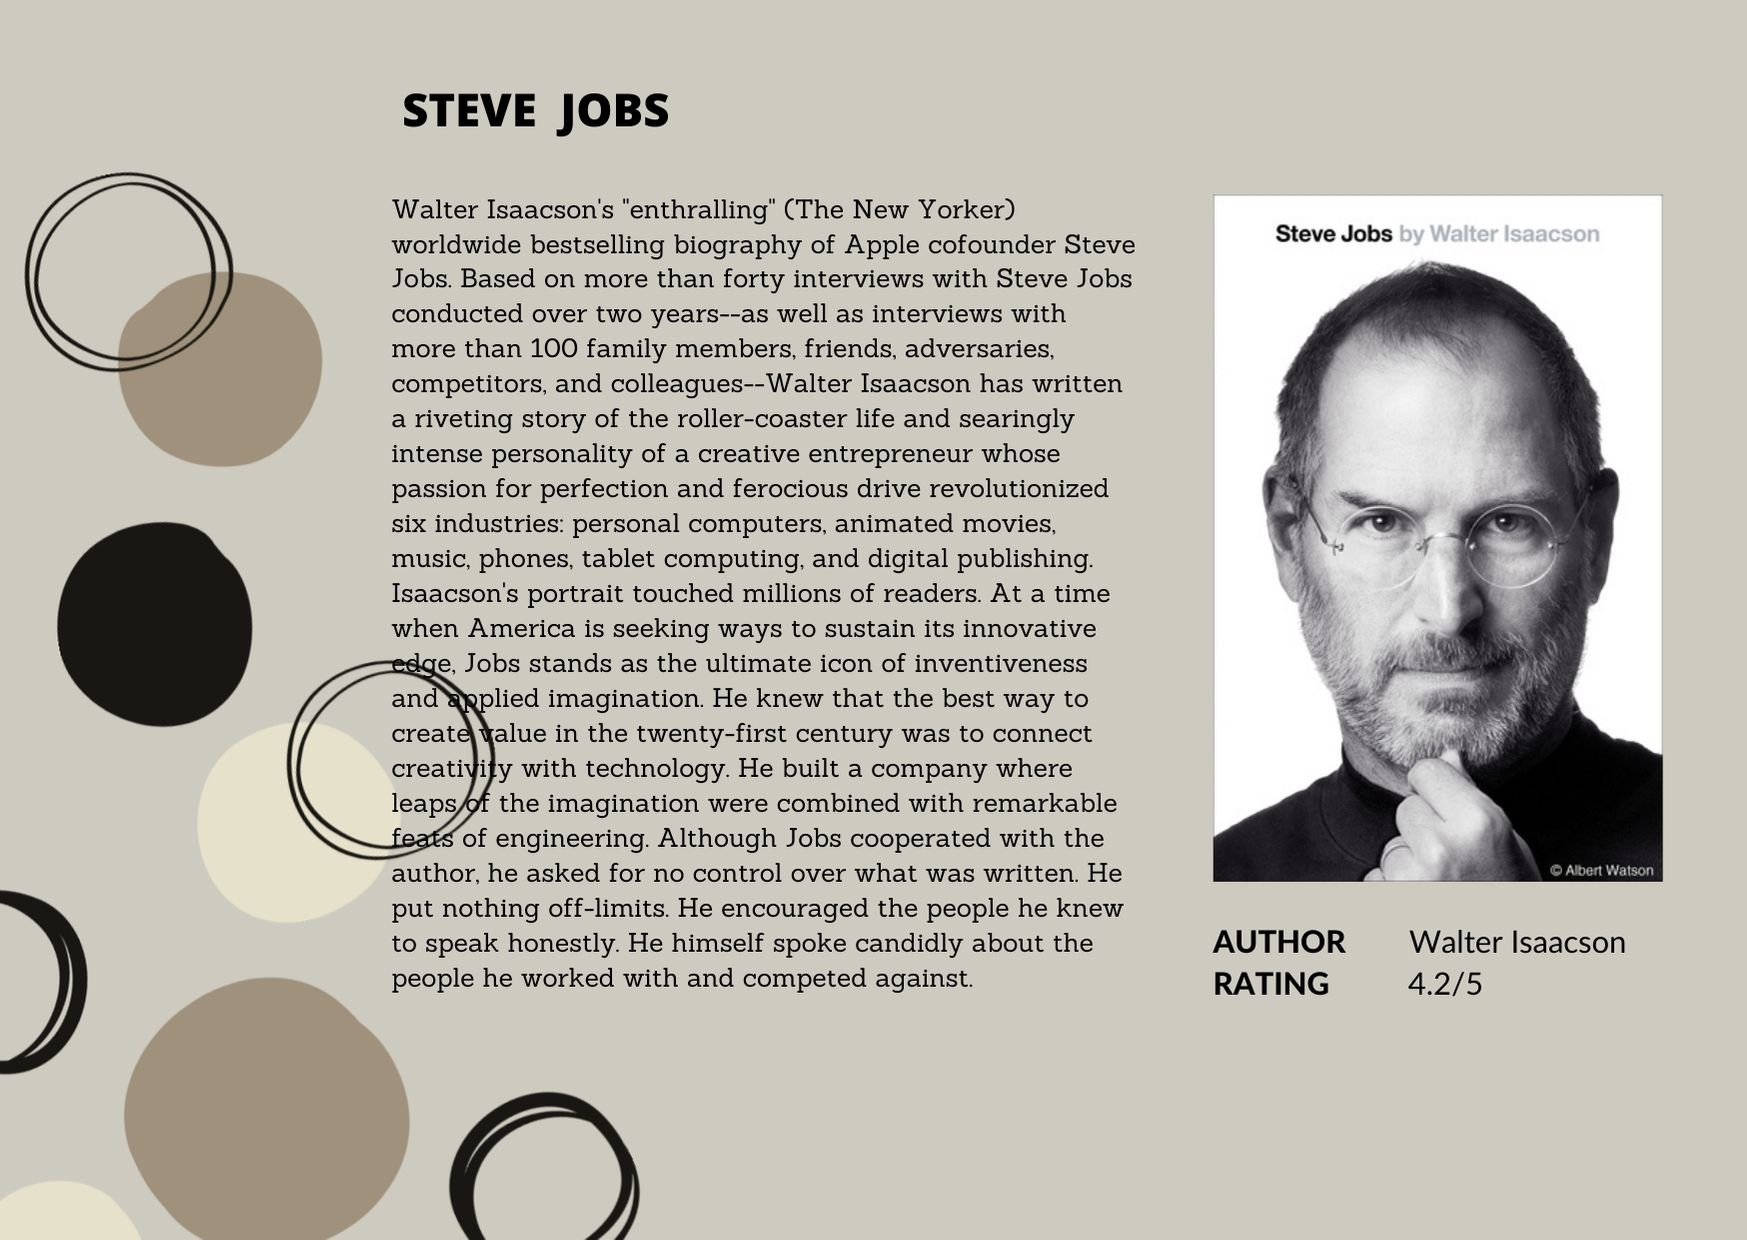 STEVE JOBS
Walter Isaacson's "enthralling" (The New Yorker)
worldwide bestselling biography of Apple cofounder Steve
Jobs. Based on more than forty interviews with Steve Jobs
conducted over two years--as well as interviews with
more than 100 family members, friends, adversaries,
competitors, and colleagues--Walter Isaacson has written
a riveting story of the roller-coaster life and searingly
intense personality of a creative entrepreneur whose
passion for perfection and ferocious drive revolutionized
six industries: personal computers, animated movies,
music, phones, tablet computing, and digital publishing.
Isaacson's portrait touched millions of readers. At a time
when America is seeking ways to sustain its innovative
edge, Jobs stands as the ultimate icon of inventiveness
and applied imagination. He knew that the best way to
create value in the twenty-first century was to connect
creativity with technology. He built a company where
leaps of the imagination were combined with remarkable
feats of engineering. Although Jobs cooperated with the
author, he asked for no control over what was written. He
put nothing off-limits. He encouraged the people he knew
to speak honestly. He himself spoke candidly about the
people he worked with and competed against.
Steve Jobs by Walter Isaacson
© Albert Watson
AUTHOR Walter Isaacson
RATING 4.2/5